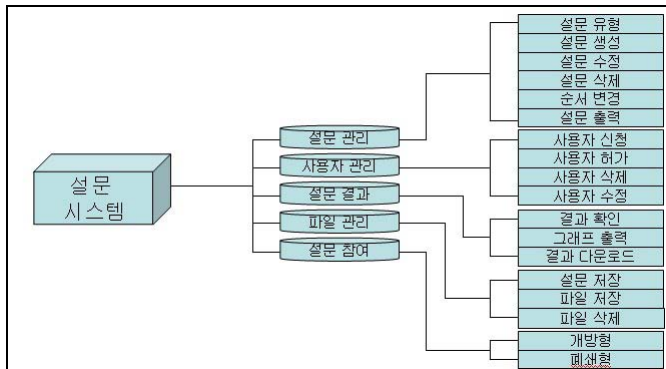 설문
시스템
설문 관리
사용자 관리
설문 결과
파일 관리
설문 참여
설문 유형
설문 생성
설문 수정
설문 삭제
순서 변경
설문 출력
사용자 신청
사용자 허가
사용자 삭제
사용자 수정
결과 확인
그래프 출력
결과 다운로드
설문 저장
파일 저장
파일 삭제
개방형
폐쇄형